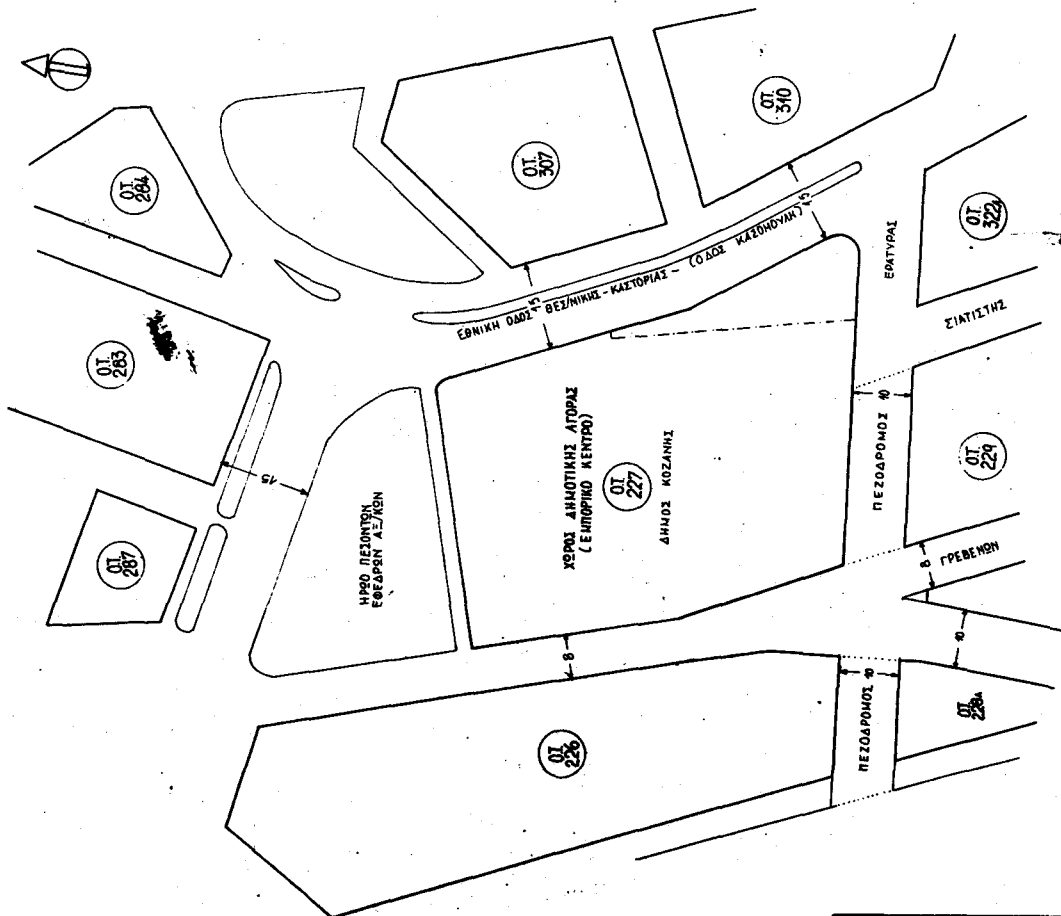 Ο.Τ.
284
Ο.Τ.
307
Ο.Τ.
310
Ο.Τ.
322α
Ο.Τ.
283
Ο.Τ.
287
15
15
15
ΕΘΝΙΚΗ ΟΔΟΣ ΘΕΣ/ΝΙΚΗΣ - ΚΑΣΤΟΡΙΑΣ - (ΟΔΟΣ ΚΑΣΟΜΟΥΛΗ)
ΕΡΑΤΥΡΑΣ
ΣΙΑΤΙΣΤΗΣ
ΗΡΩΟ ΠΕΣΟΝΤΩΝ
ΕΦΕΔΡΩΝ ΑΞ/ΚΩΝ
ΧΩΡΟΣ ΔΗΜΟΤΙΚΗΣ ΑΓΟΡΑΣ
(ΕΜΠΟΡΙΚΟ ΚΕΝΤΡΟ)
Ο.Τ.
227
ΔΗΜΟΣ ΚΟΖΑΝΗΣ
ΠΕΖΟΔΡΟΜΟΣ
10
Ο.Τ.
229
8
ΓΡΕΒΕΝΩΝ
8
10
Ο.Τ.
226
ΠΕΖΟΔΡΟΜΟΣ
10
Ο.Τ.
228Α